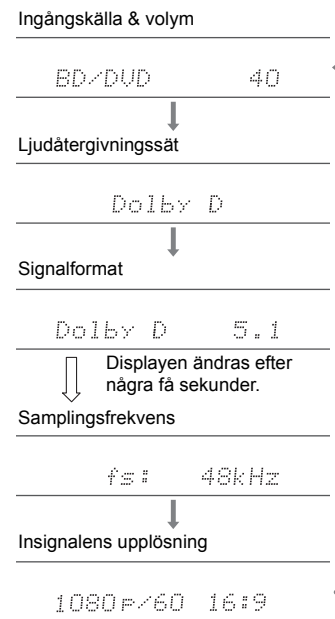 Ingångskälla & volym
BD/DVD 40
Ljudåtergivningssät
Dolby D
Signalformat
Dolby D 5.1
Displayen ändras efter
några få sekunder.
Samplingsfrekvens
fs: 48kHz
Insignalens upplösning
1080p/60 16:9